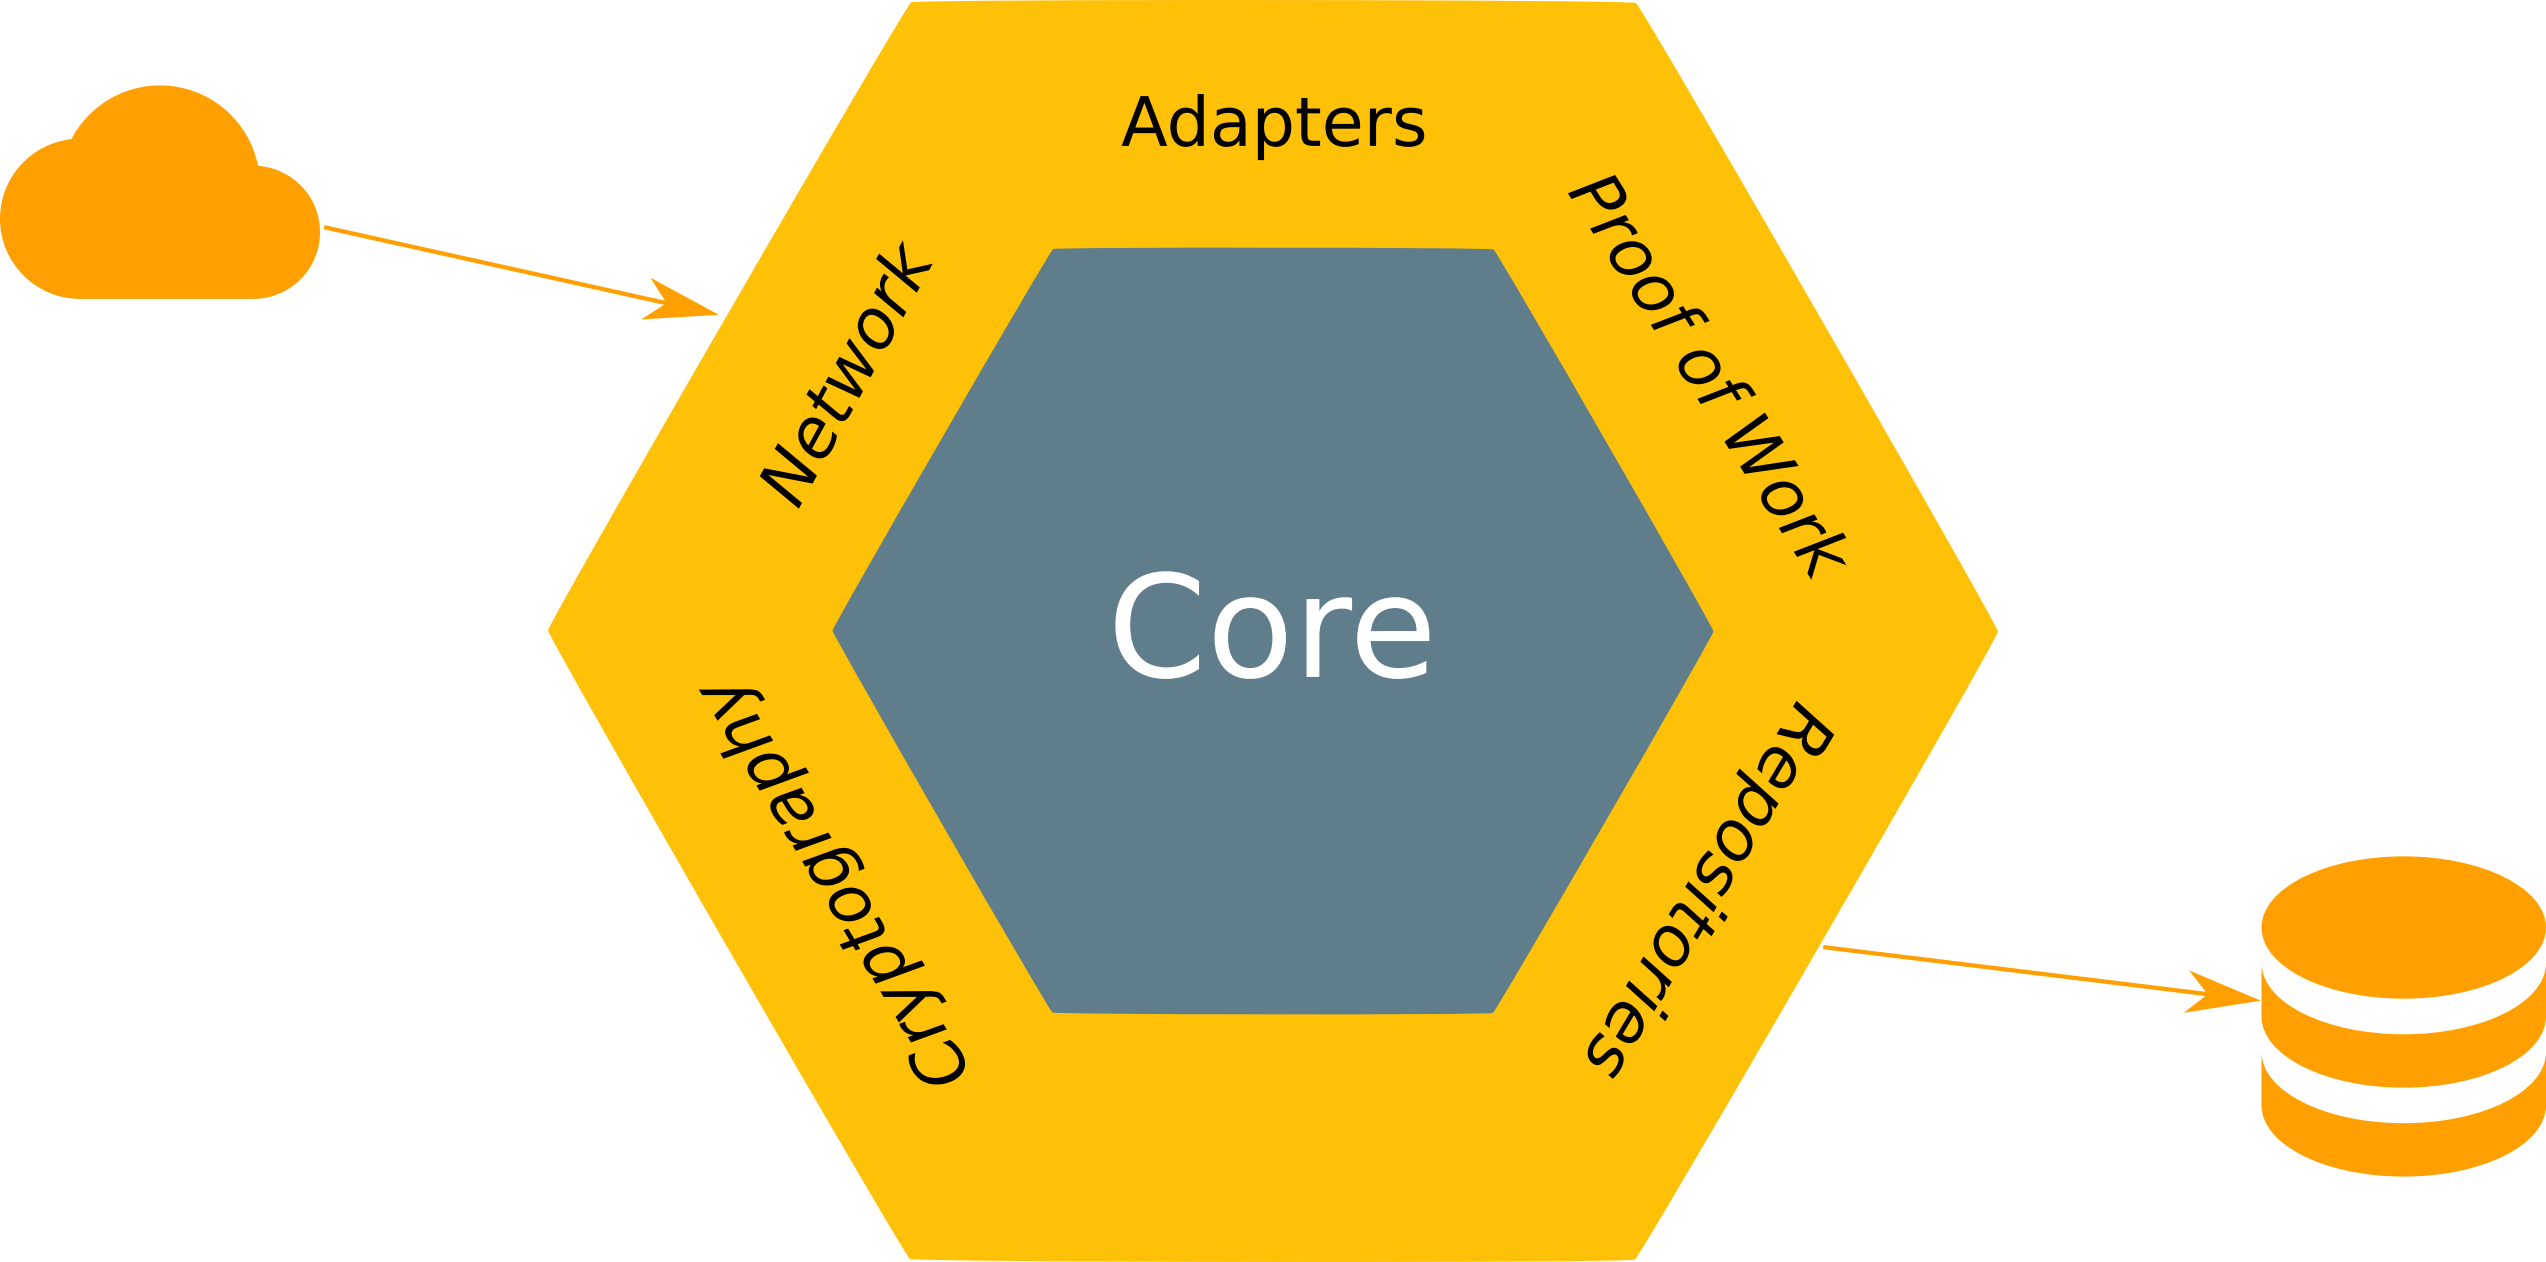 Adapters
Proof of Work
Network
Core
Cryptography
Repositories